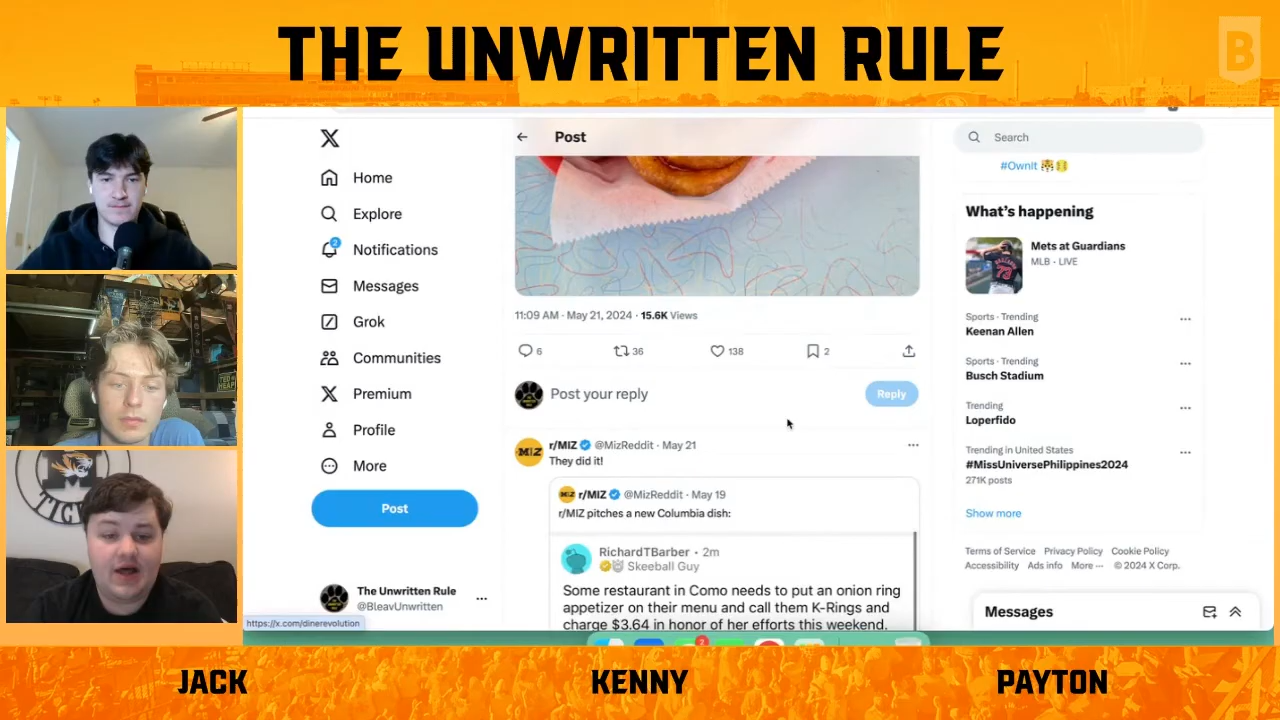 THE UNWRITTEN RULE
B
Post
Search
#OwnIt
Home
Explore
2
Notifications
Messages
Grok
Communities
Premium
Profile
More
Post
What's happening
Mets at Guardians
MLB · LIVE
Sports · Trending
Keenan Allen
Sports · Trending
Busch Stadium
Trending
Loperfido
Trending in United States
#MissUniversePhilippines2024
271K posts
Show more
Terms of Service Privacy Policy Cookie Policy
Accessibility Ads info More ··· © 2024 X Corp.
Messages
11:09 AM · May 21, 2024 · 15.6K Views
6 36 138 2
Post your reply
Reply
r/MIZ @MizReddit · May 21
They did it!
r/MIZ @MizReddit · May 19
r/MIZ pitches a new Columbia dish:
RichardTBarber · 2m
Skeeball Guy
Some restaurant in Como needs to put an onion ring
appetizer on their menu and call them K-Rings and
charge $3.64 in honor of her efforts this weekend.
The Unwritten Rule
@BleavUnwritten
https://x.com/dinerevolution
JACK
KENNY
PAYTON